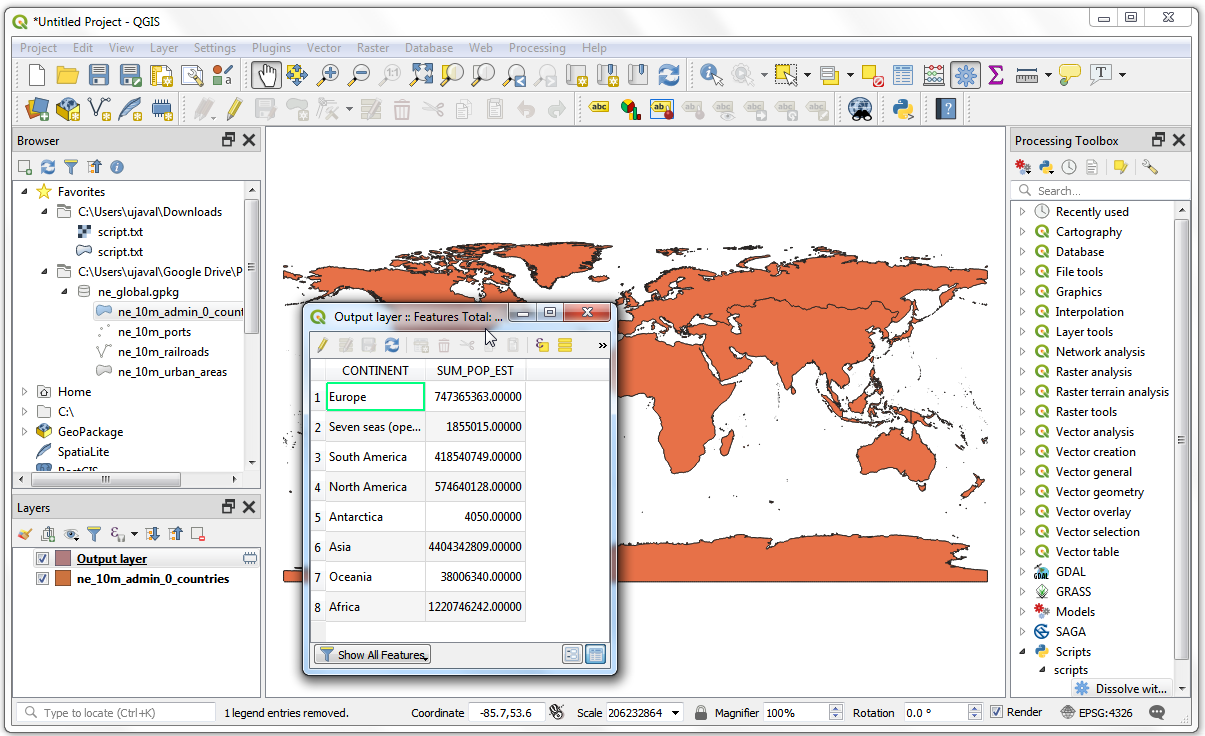 *Untitled Project - QGIS
Project Edit View Layer Settings Plugins Vector Raster Database Web Processing Help
Browser
Favorites
C:\Users\ujaval\Downloads
script.txt
script.txt
C:\Users\ujaval\Google Drive\P
ne_global.gpkg
ne_10m_admin_0_count
ne_10m_ports
ne_10m_railroads
ne_10m_urban_areas
Home
C:\
GeoPackage
SpatiaLite
PostGIS
Layers
Output layer
ne_10m_admin_0_countries
Output layer :: Features Total: ...
CONTINENT SUM_POP_EST
1 Europe 747365363.00000
2 Seven seas (ope... 1855015.00000
3 South America 418540749.00000
4 North America 574640128.00000
5 Antarctica 4050.00000
6 Asia 4404342809.00000
7 Oceania 38006340.00000
8 Africa 1220746242.00000
Show All Features
Processing Toolbox
Search...
Recently used
Cartography
Database
File tools
Graphics
Interpolation
Layer tools
Network analysis
Raster analysis
Raster terrain analysis
Raster tools
Vector analysis
Vector creation
Vector general
Vector geometry
Vector overlay
Vector selection
Vector table
GDAL
GRASS
Models
SAGA
Scripts
scripts
Dissolve wit...
Type to locate (Ctrl+K) 1 legend entries removed. Coordinate -85.7,53.6 Scale 206232864 Magnifier 100% Rotation 0.0 ° Render EPSG:4326